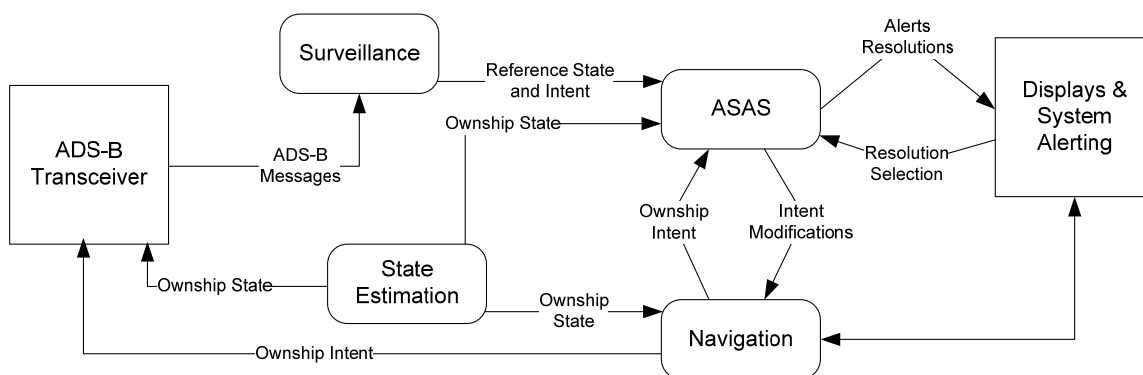 Surveillance
Alerts
Resolutions
Reference State
and Intent
Ownship State
ASAS
Displays &
System
Alerting
ADS-B
Transceiver
ADS-B
Messages
Resolution
Selection
Ownship
Intent
Intent
Modifications
Ownship State
State
Estimation
Ownship
State
Navigation
Ownship Intent